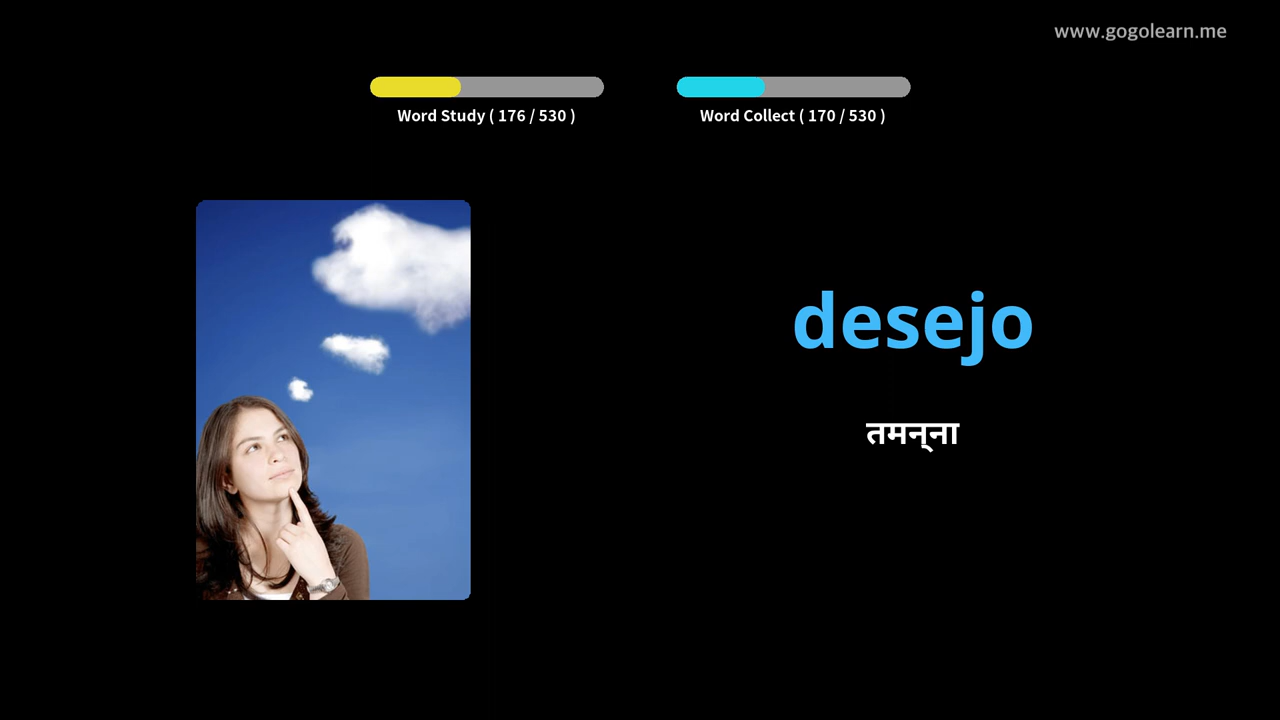 www.gogolearn.me
Word Study ( 176 / 530 )
Word Collect ( 170 / 530 )
desejo
तमन्‌ना